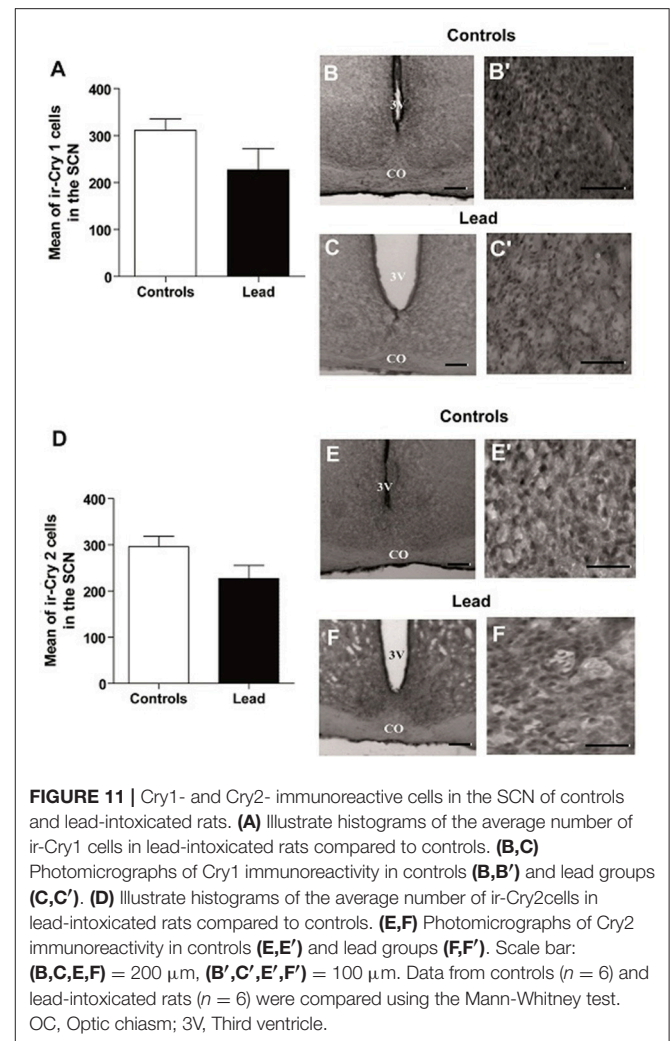 Controls
A
B
B'
400
300
200
100
0
Mean of ir-Cry 1 cells
in the SCN
Controls
Lead
3V
CO
Lead
C
C'
3V
CO
Controls
D
E
E'
400
300
200
100
0
Mean of ir-Cry 2 cells
in the SCN
Controls
Lead
3V
CO
Lead
F
F
3V
CO
FIGURE 11 | Cry1- and Cry2- immunoreactive cells in the SCN of controls
and lead-intoxicated rats. (A) Illustrate histograms of the average number of
ir-Cry1 cells in lead-intoxicated rats compared to controls. (B,C)
Photomicrographs of Cry1 immunoreactivity in controls (B,B′) and lead groups
(C,C′). (D) Illustrate histograms of the average number of ir-Cry2cells in
lead-intoxicated rats compared to controls. (E,F) Photomicrographs of Cry2
immunoreactivity in controls (E,E′) and lead groups (F,F′). Scale bar:
(B,C,E,F) = 200 μm, (B′,C′,E′,F′) = 100 μm. Data from controls (n = 6) and
lead-intoxicated rats (n = 6) were compared using the Mann-Whitney test.
OC, Optic chiasm; 3V, Third ventricle.